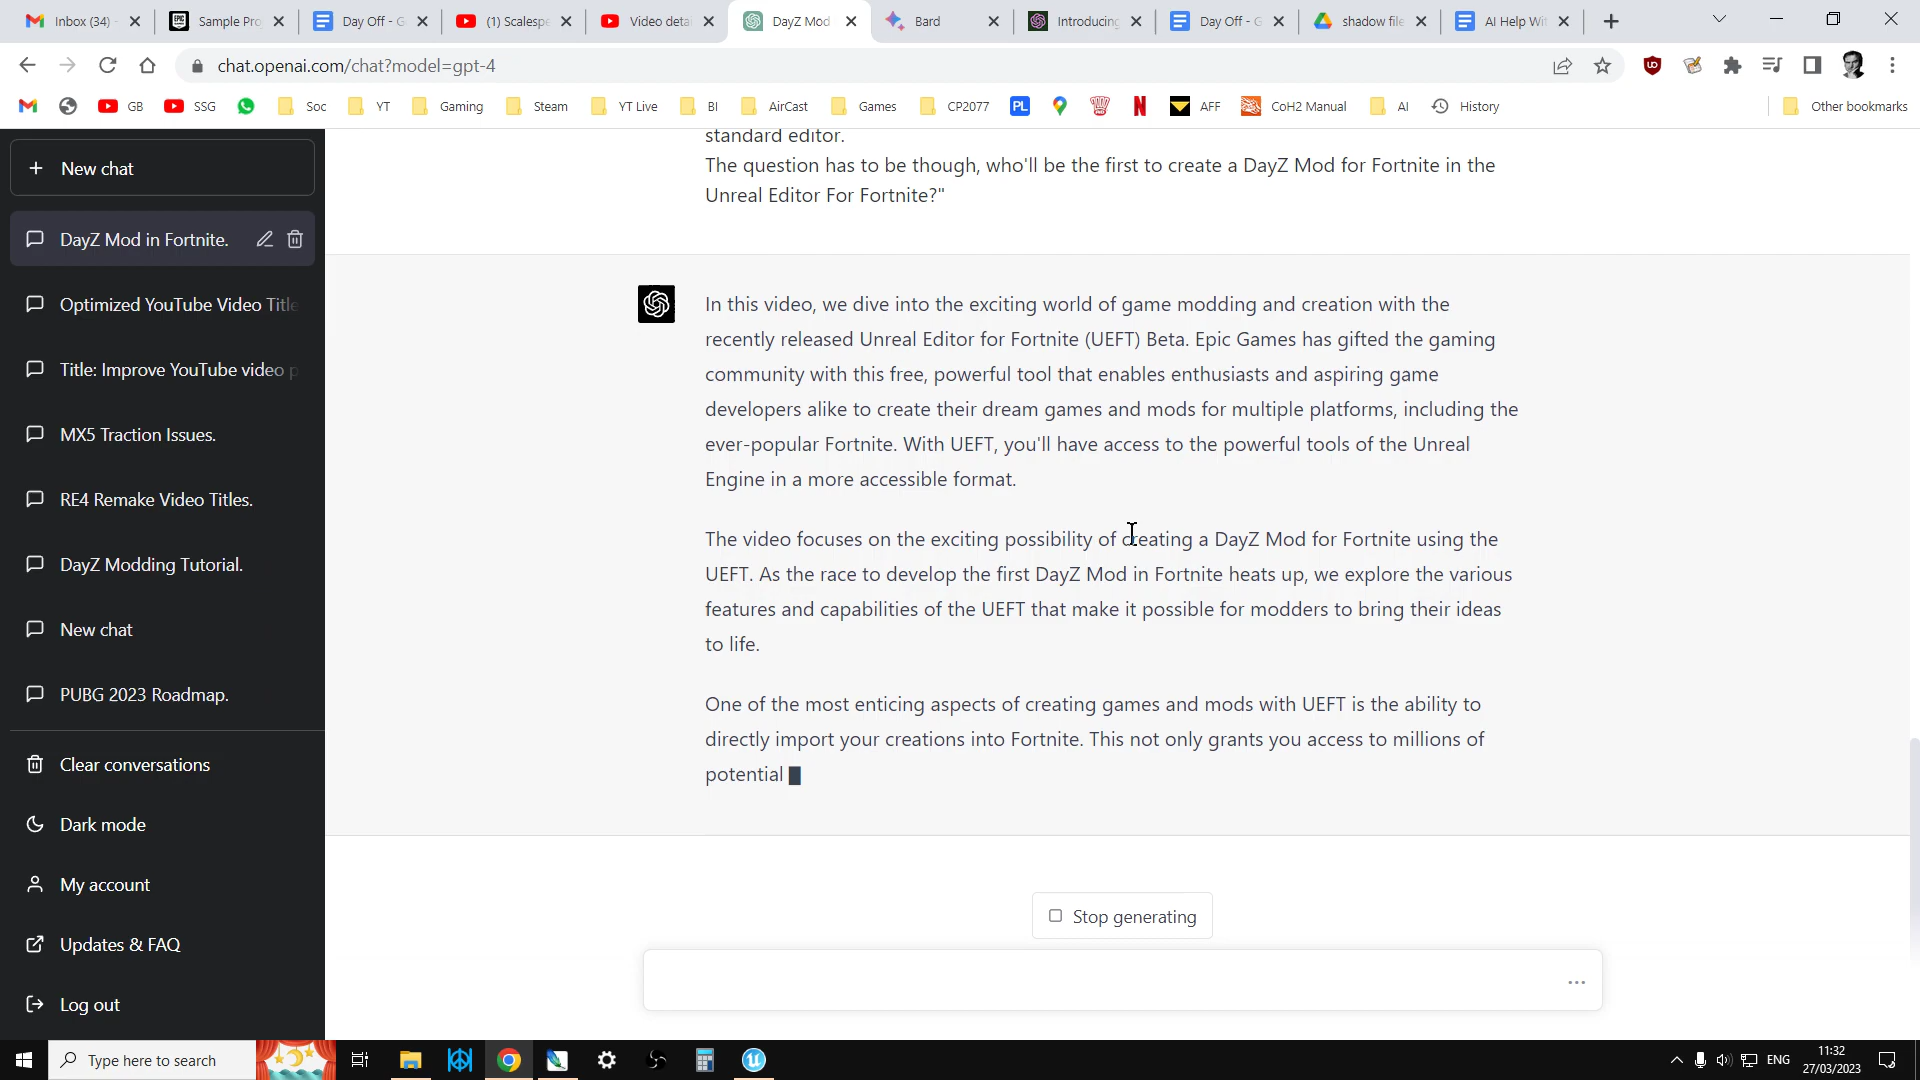 Inbox (34) -
Sample Pro
Day Off - G
(1) Scalespe
Video detai
DayZ Mod
Bard
Introducing
Day Off - G
shadow file
AI Help Wit
chat.openai.com/chat?model=gpt-4
GB
SSG
Soc
YT
Gaming
Steam
YT Live
BI
AirCast
Games
CP2077
PL
AFF
CoH2 Manual
AI
History
Other bookmarks
New chat
DayZ Mod in Fortnite.
Optimized YouTube Video Title
Title: Improve YouTube video p
MX5 Traction Issues.
RE4 Remake Video Titles.
DayZ Modding Tutorial.
New chat
PUBG 2023 Roadmap.
Clear conversations
Dark mode
My account
Updates & FAQ
Log out
standard editor.
The question has to be though, who'll be the first to create a DayZ Mod for Fortnite in the
Unreal Editor For Fortnite?"
In this video, we dive into the exciting world of game modding and creation with the
recently released Unreal Editor for Fortnite (UEFT) Beta. Epic Games has gifted the gaming
community with this free, powerful tool that enables enthusiasts and aspiring game
developers alike to create their dream games and mods for multiple platforms, including the
ever-popular Fortnite. With UEFT, you'll have access to the powerful tools of the Unreal
Engine in a more accessible format.
The video focuses on the exciting possibility of creating a DayZ Mod for Fortnite using the
UEFT. As the race to develop the first DayZ Mod in Fortnite heats up, we explore the various
features and capabilities of the UEFT that make it possible for modders to bring their ideas
to life.
One of the most enticing aspects of creating games and mods with UEFT is the ability to
directly import your creations into Fortnite. This not only grants you access to millions of
potential
Stop generating
Type here to search
ENG
11:32
27/03/2023